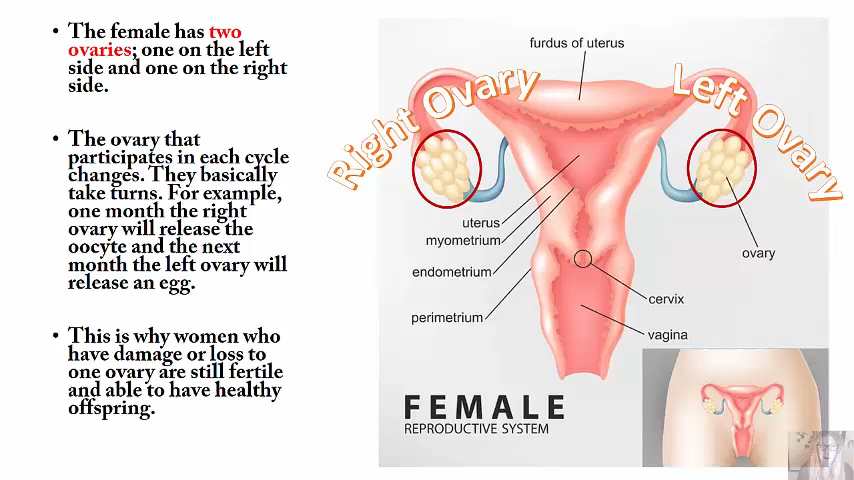 • The female has two
ovaries; one on the left
side and one on the right
side.
• The ovary that
participates in each cycle
changes. They basically
take turns. For example,
one month the right
ovary will release the
oocyte and the next
month the left ovary will
release an egg.
• This is why women who
have damage or loss to
one ovary are still fertile
and able to have healthy
offspring.
furdus of uterus
Right Ovary
Left Ovary
uterus
myometrium
endometrium
perimetrium
ovary
cervix
vagina
FEMALE
REPRODUCTIVE SYSTEM